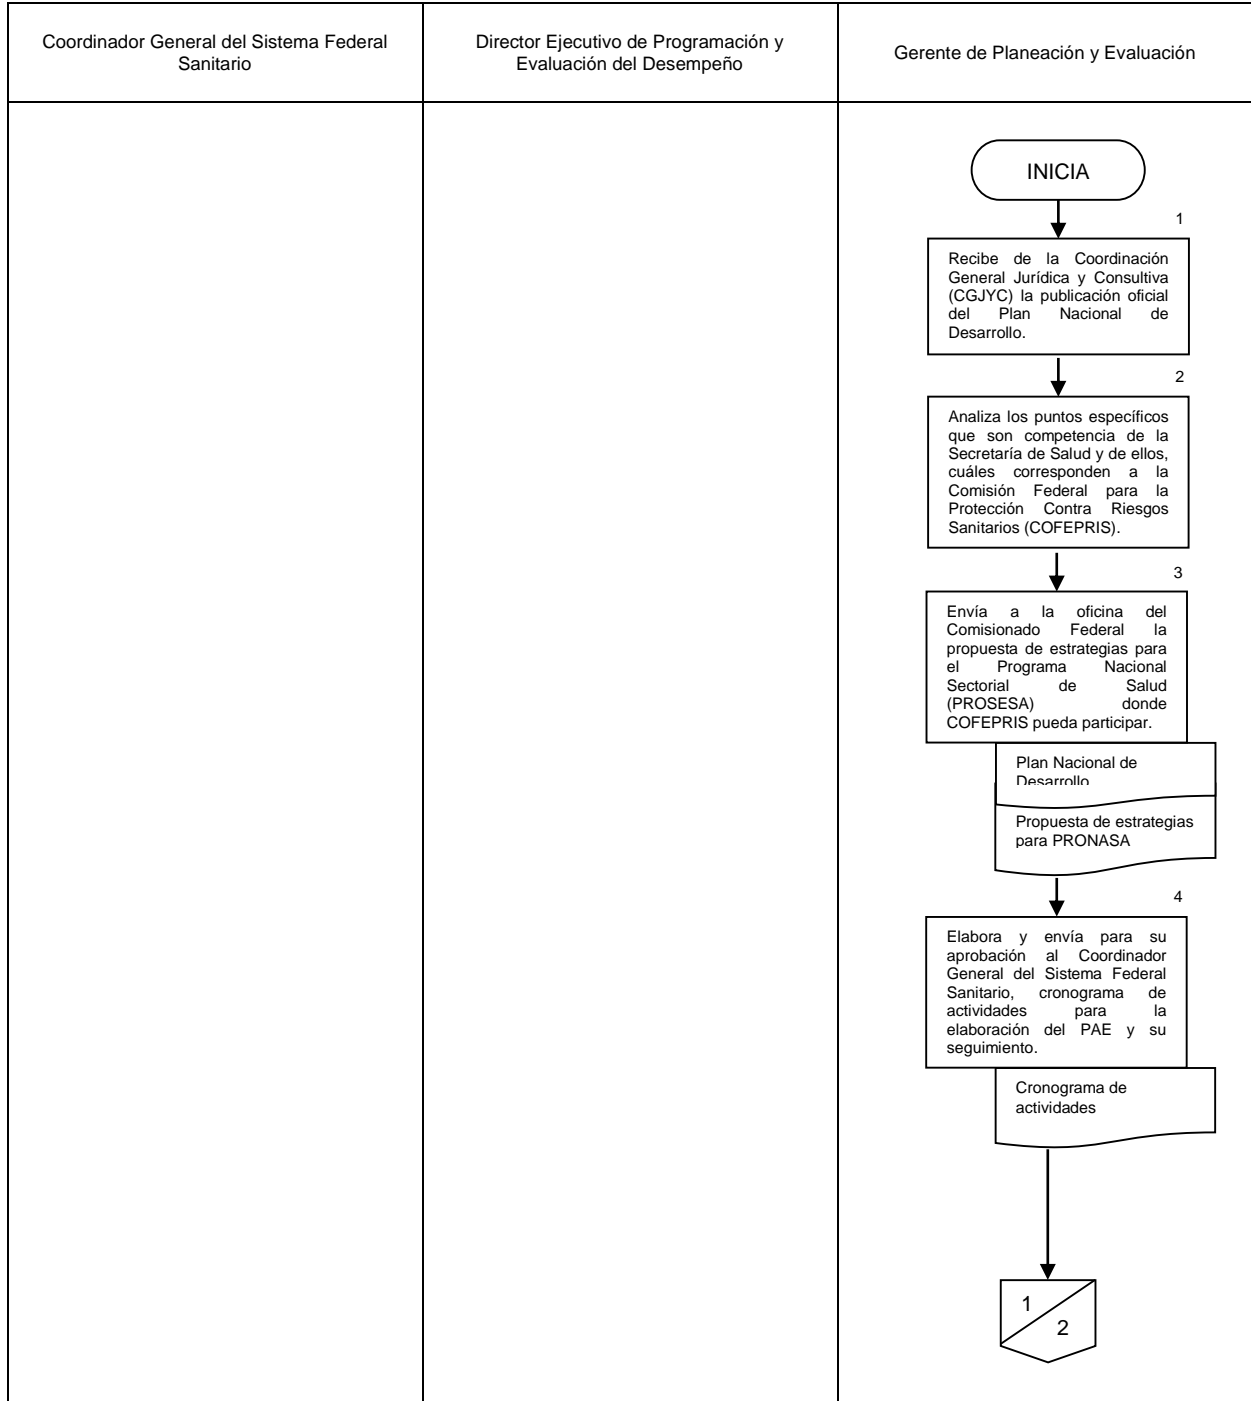 Coordinador General del Sistema Federal
Sanitario
Director Ejecutivo de Programación y
Evaluación del Desempeño
Gerente de Planeación y Evaluación
INICIA
1
Recibe de la Coordinación
General Jurídica y Consultiva
(CGJYC) la publicación oficial
del Plan Nacional de
Desarrollo.
2
Analiza los puntos específicos
que son competencia de la
Secretaría de Salud y de ellos,
cuáles corresponden a la
Comisión Federal para la
Protección Contra Riesgos
Sanitarios (COFEPRIS).
3
Envía a la oficina del
Comisionado Federal la
propuesta de estrategias para
el Programa Nacional
Sectorial de Salud
(PROSESA) donde
COFEPRIS pueda participar.
Plan Nacional de
Desarrollo
Propuesta de estrategias
para PRONASA
4
Elabora y envía para su
aprobación al Coordinador
General del Sistema Federal
Sanitario, cronograma de
actividades para la
elaboración del PAE y su
seguimiento.
Cronograma de
actividades
1
2